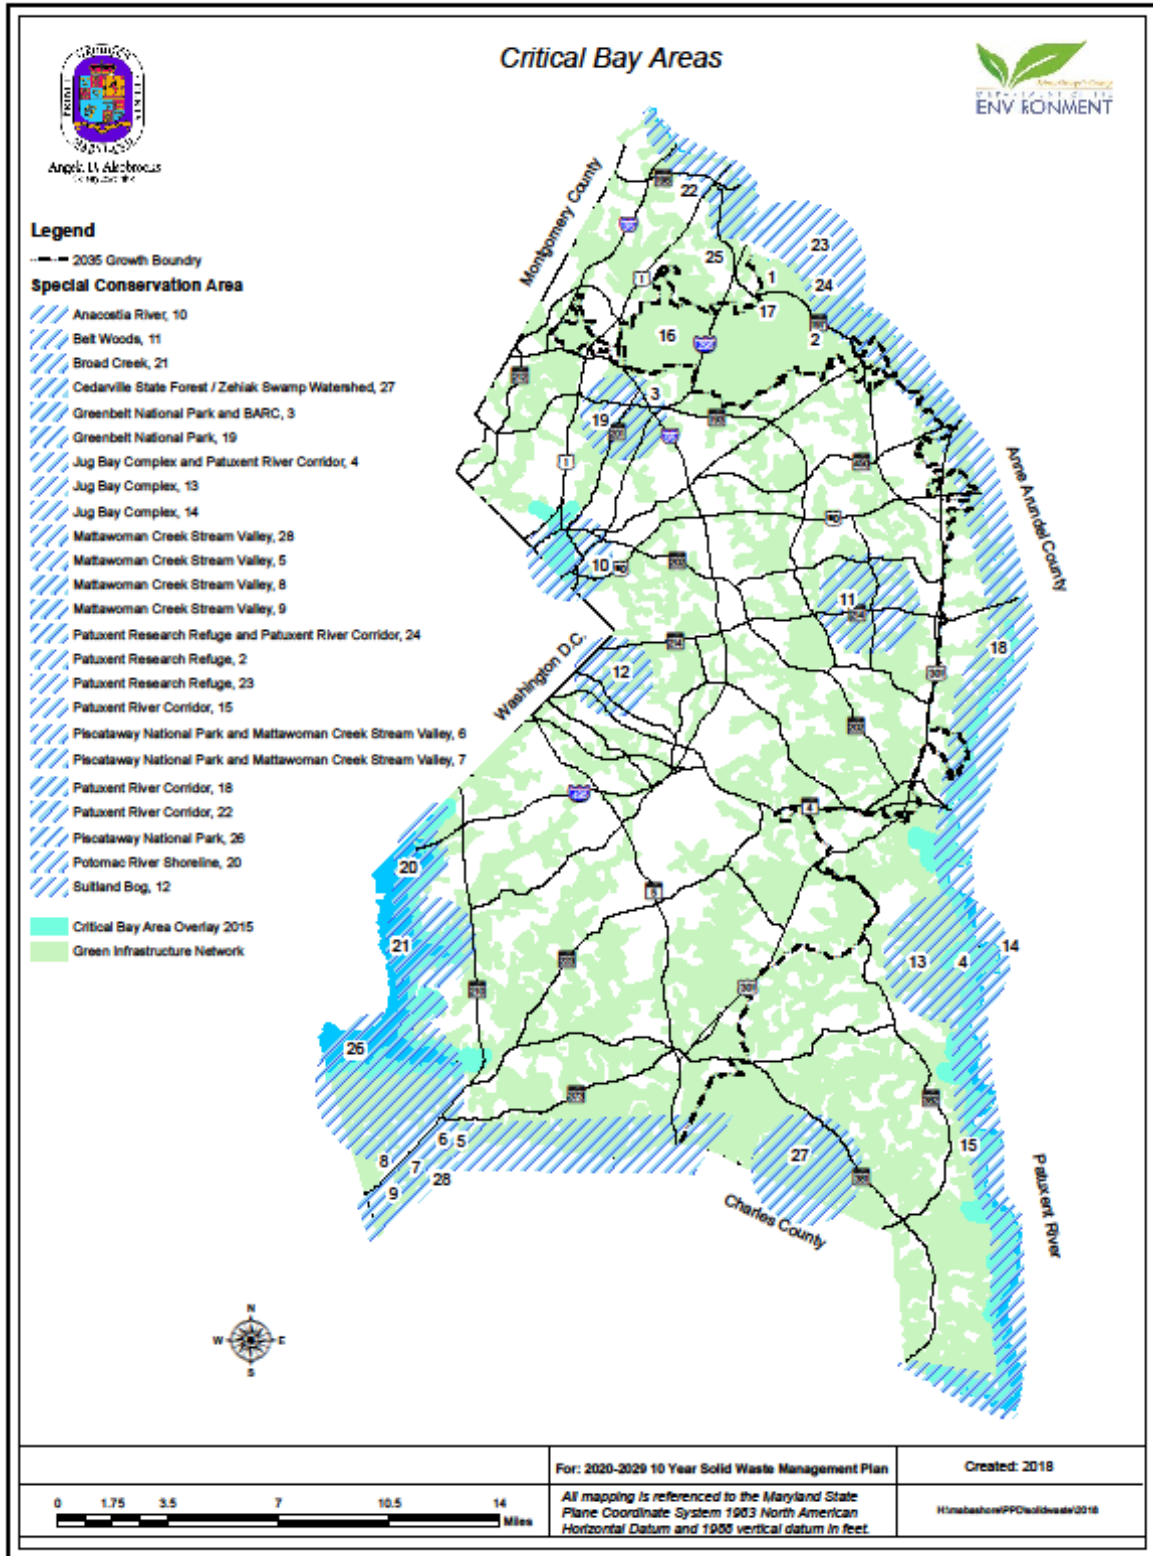 Critical Bay Areas
ENVIRONMENT
Legend
2035 Growth Boundry
Special Conservation Area
Anacostia River, 10
Belt Woods, 11
Broad Creek, 21
Cedarville State Forest / Zehiak Swamp Watershed, 27
Greenbelt National Park and BARC, 3
Greenbelt National Park, 19
Jug Bay Complex and Patuxent River Corridor, 4
Jug Bay Complex, 13
Jug Bay Complex, 14
Mattawoman Creek Stream Valley, 28
Mattawoman Creek Stream Valley, 5
Mattawoman Creek Stream Valley, 8
Mattawoman Creek Stream Valley, 9
Patuxent Research Refuge and Patuxent River Corridor, 24
Patuxent Research Refuge, 2
Patuxent Research Refuge, 23
Patuxent River Corridor, 15
Piscataway National Park and Mattawoman Creek Stream Valley, 6
Piscataway National Park and Mattawoman Creek Stream Valley, 7
Patuxent River Corridor, 18
Patuxent River Corridor, 22
Piscataway National Park, 26
Potomac River Shoreline, 20
Suitland Bog, 12
Critical Bay Area Overlay 2015
Green Infrastructure Network
Montgomery County
Anne Arundel County
Washington D.C.
Charles County
Patuxent River
22
23
25
1
24
1
17
16
2
3
19
1
10
11
12
18
301
4
20
21
5
13
4
14
301
26
6
5
8
7
28
9
27
15
N
W
E
S
0
1.75
3.5
7
10.5
14
Miles
For: 2020-2029 10 Year Solid Waste Management Plan
Created: 2018
All mapping is referenced to the Maryland State
Plane Coordinate System 1983 North American
Horizontal Datum and 1988 vertical datum in feet.